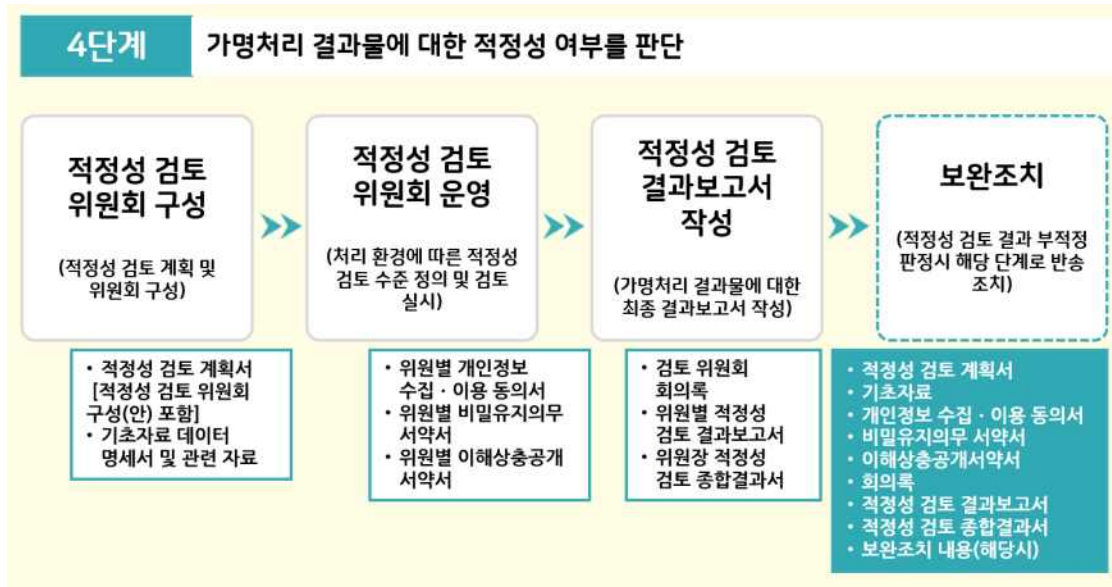 4단계
가명처리 결과물에 대한 적정성 여부를 판단
적정성 검토
위원회 구성
(적정성 검토 계획 및
위원회 구성)
적정성 검토
위원회 운영
(처리 환경에 따른 적정성
검토 수준 정의 및 검토
실시)
적정성 검토
결과보고서
작성
(가명처리 결과물에 대한
최종 결과보고서 작성)
보완조치
(적정성 검토 결과 부적정
판정시 해당 단계로 반송
조치)
• 적정성 검토 계획서
[적정성 검토 위원회
구성(안) 포함]
• 기초자료 데이터
명세서 및 관련 자료
• 위원별 개인정보
수집 · 이용 동의서
• 위원별 비밀유지의무
서약서
• 위원별 이해상충공개
서약서
• 검토 위원회
회의록
• 위원별 적정성
검토 결과보고서
• 위원장 적정성
검토 종합결과서
• 적정성 검토 계획서
• 기초자료
• 개인정보 수집 · 이용 동의서
• 비밀유지의무 서약서
• 이해상충공개서약서
• 회의록
• 적정성 검토 결과보고서
• 적정성 검토 종합결과서
• 보완조치 내용(해당시)